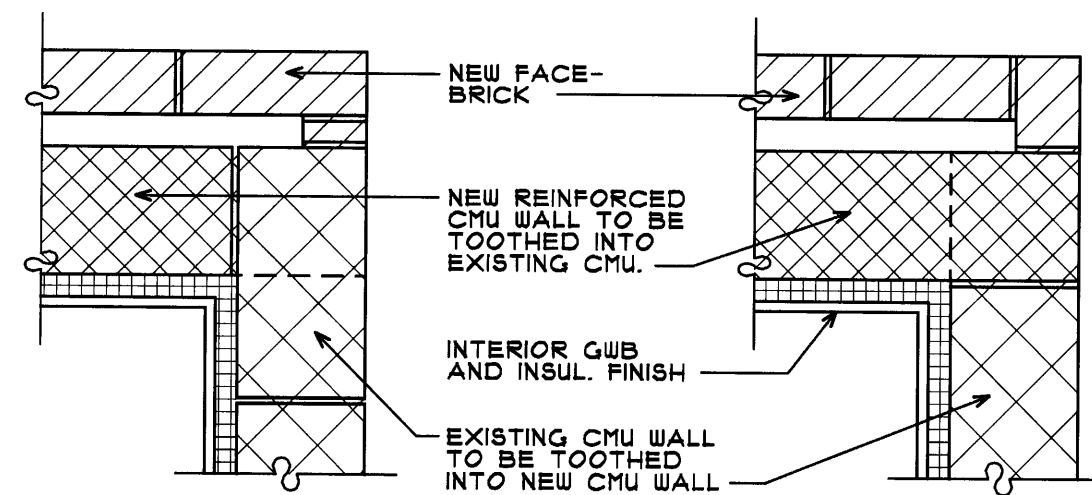 NEW FACE-
BRICK
NEW REINFORCED
CMU WALL TO BE
TOOTHED INTO
EXISTING CMU.
INTERIOR GWB
AND INSUL. FINISH
EXISTING CMU WALL
TO BE TOOTHED
INTO NEW CMU WALL